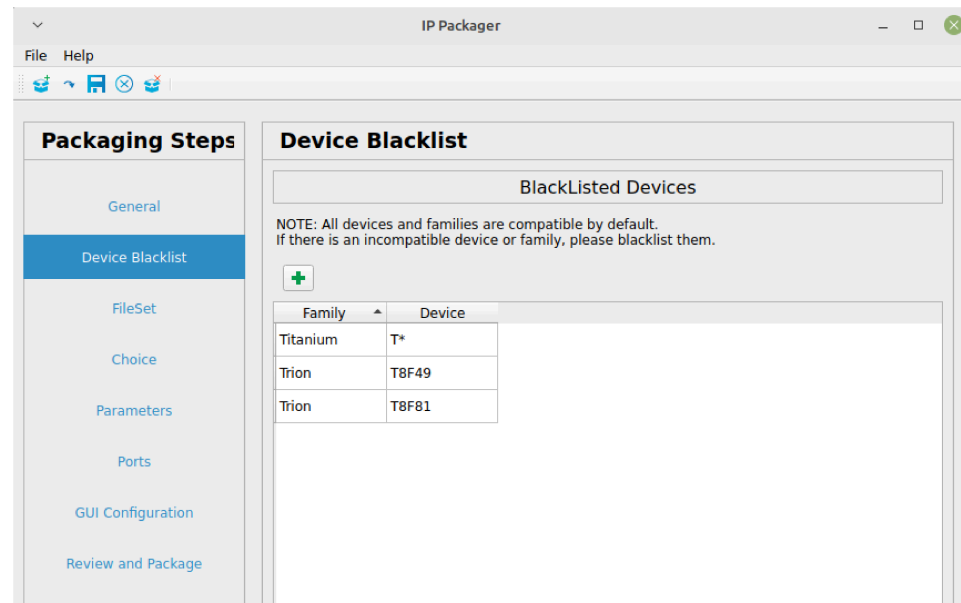 IP Packager
File Help
Packaging Steps
General
Device Blacklist
FileSet
Choice
Parameters
Ports
GUI Configuration
Review and Package
Device Blacklist
BlackListed Devices
NOTE: All devices and families are compatible by default.
If there is an incompatible device or family, please blacklist them.
Family Device
Titanium T*
Trion T8F49
Trion T8F81